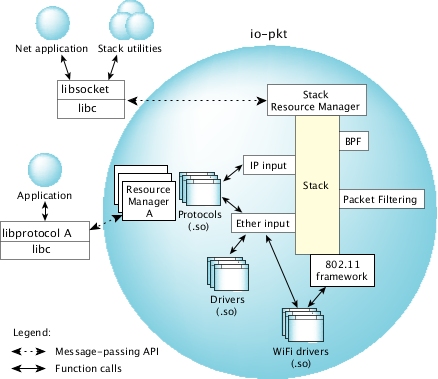 io-pkt
Net application
Stack
utilities
libsocket
libc
Stack
Resource Manager
BPF
IP input
Stack
Application
Resource
Manager
A
Protocols
(.so)
Packet Filtering
Ether input
libprotocol A
libc
802.11
framework
Drivers
(.so)
WiFi drivers
(.so)
Legend:
Message-passing API
Function calls